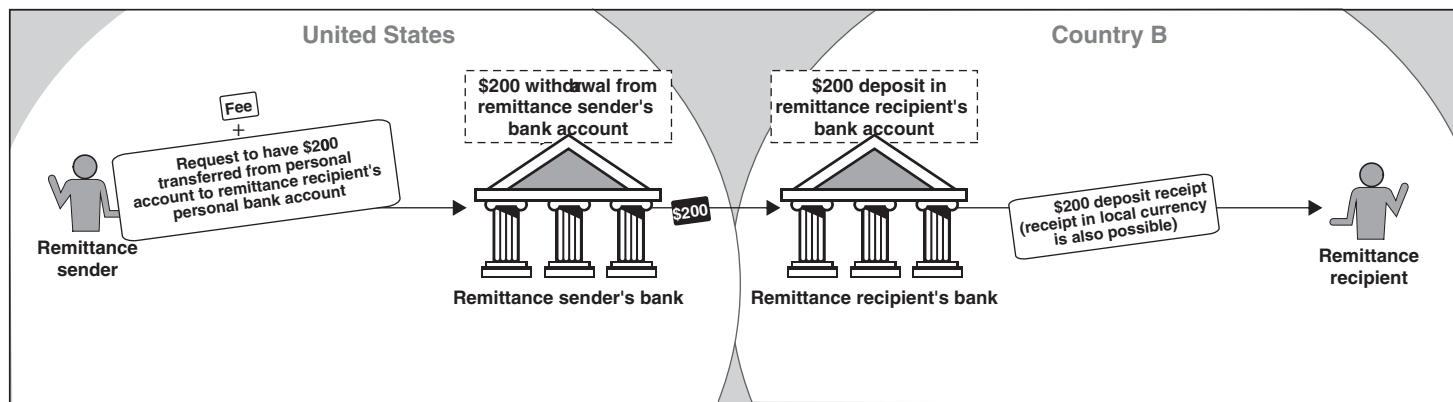 United States
Country B
Fee
+
Request to have $200
transferred from personal
account to remittance recipient's
personal bank account
Remittance
sender
$200 withdrawal from
remittance sender's
bank account
Remittance sender's bank
$200
$200 deposit in
remittance recipient's
bank account
Remittance recipient's bank
$200 deposit receipt
(receipt in local currency
is also possible)
Remittance
recipient